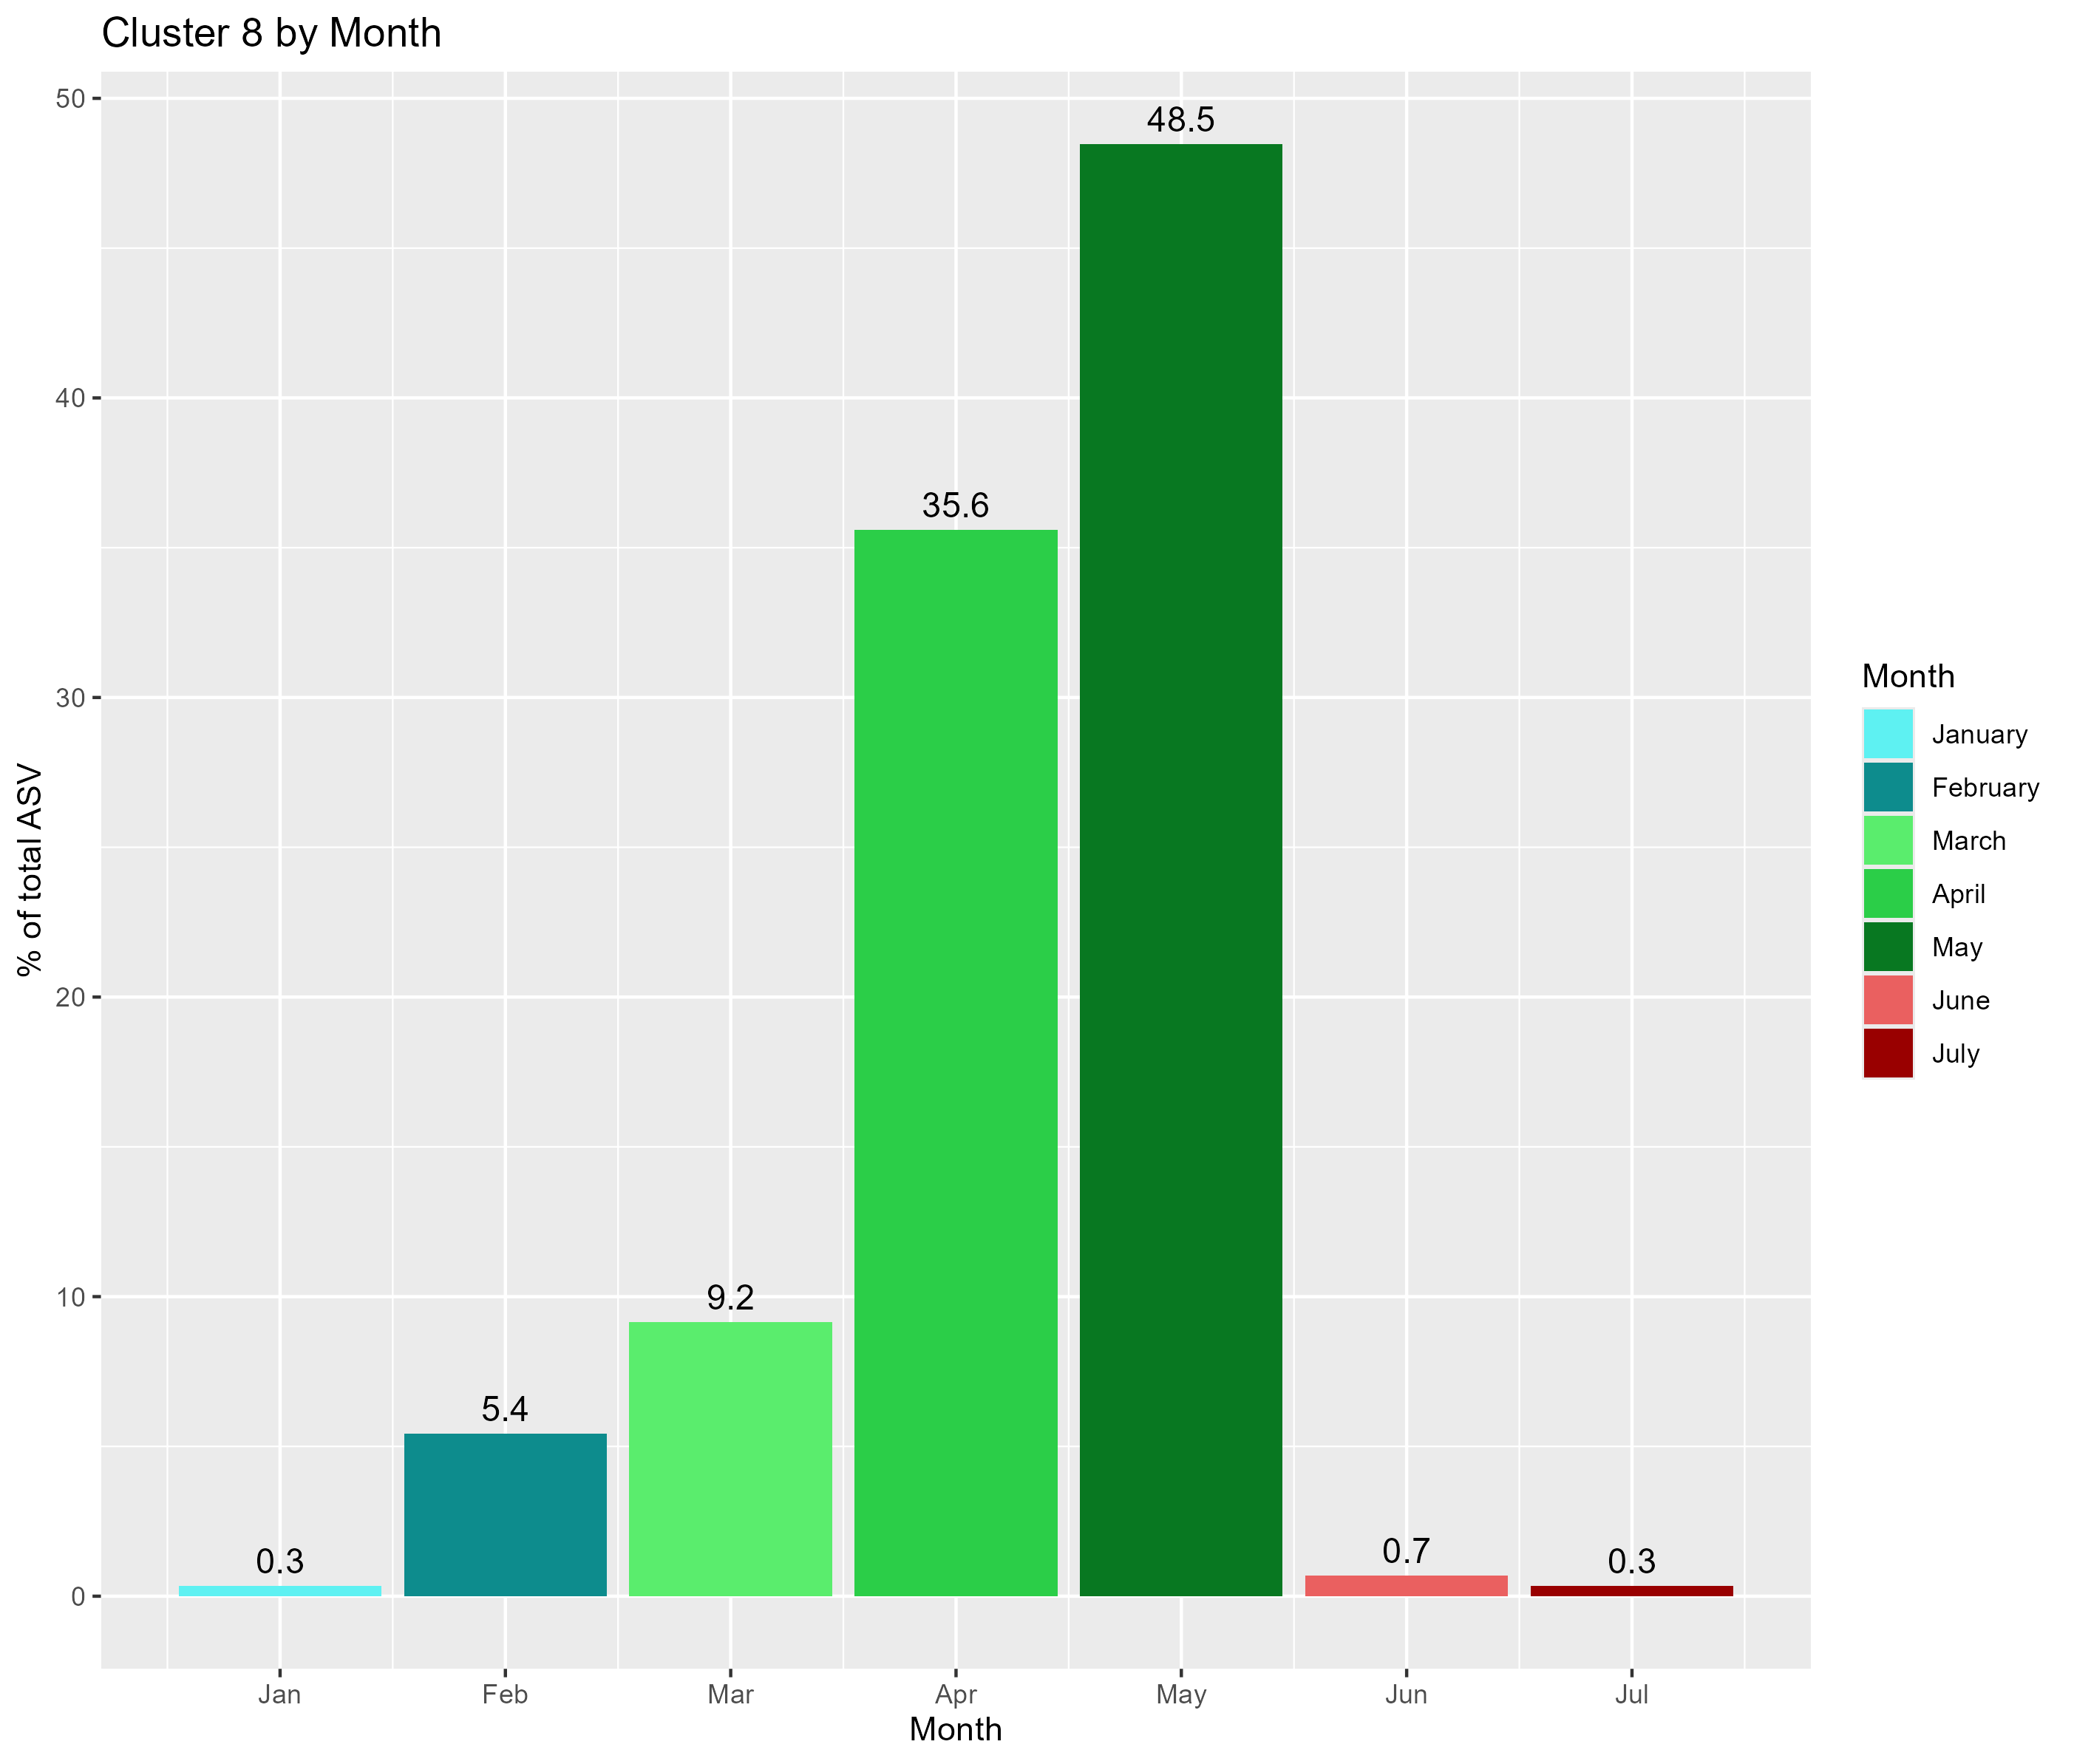 Cluster 8 by Month
% of total ASV
50
40
30
20
10
0
0.3
5.4
9.2
35.6
48.5
0.7
0.3
Jan
Feb
Mar
Apr
May
Jun
Jul
Month
Month
January
February
March
April
May
June
July